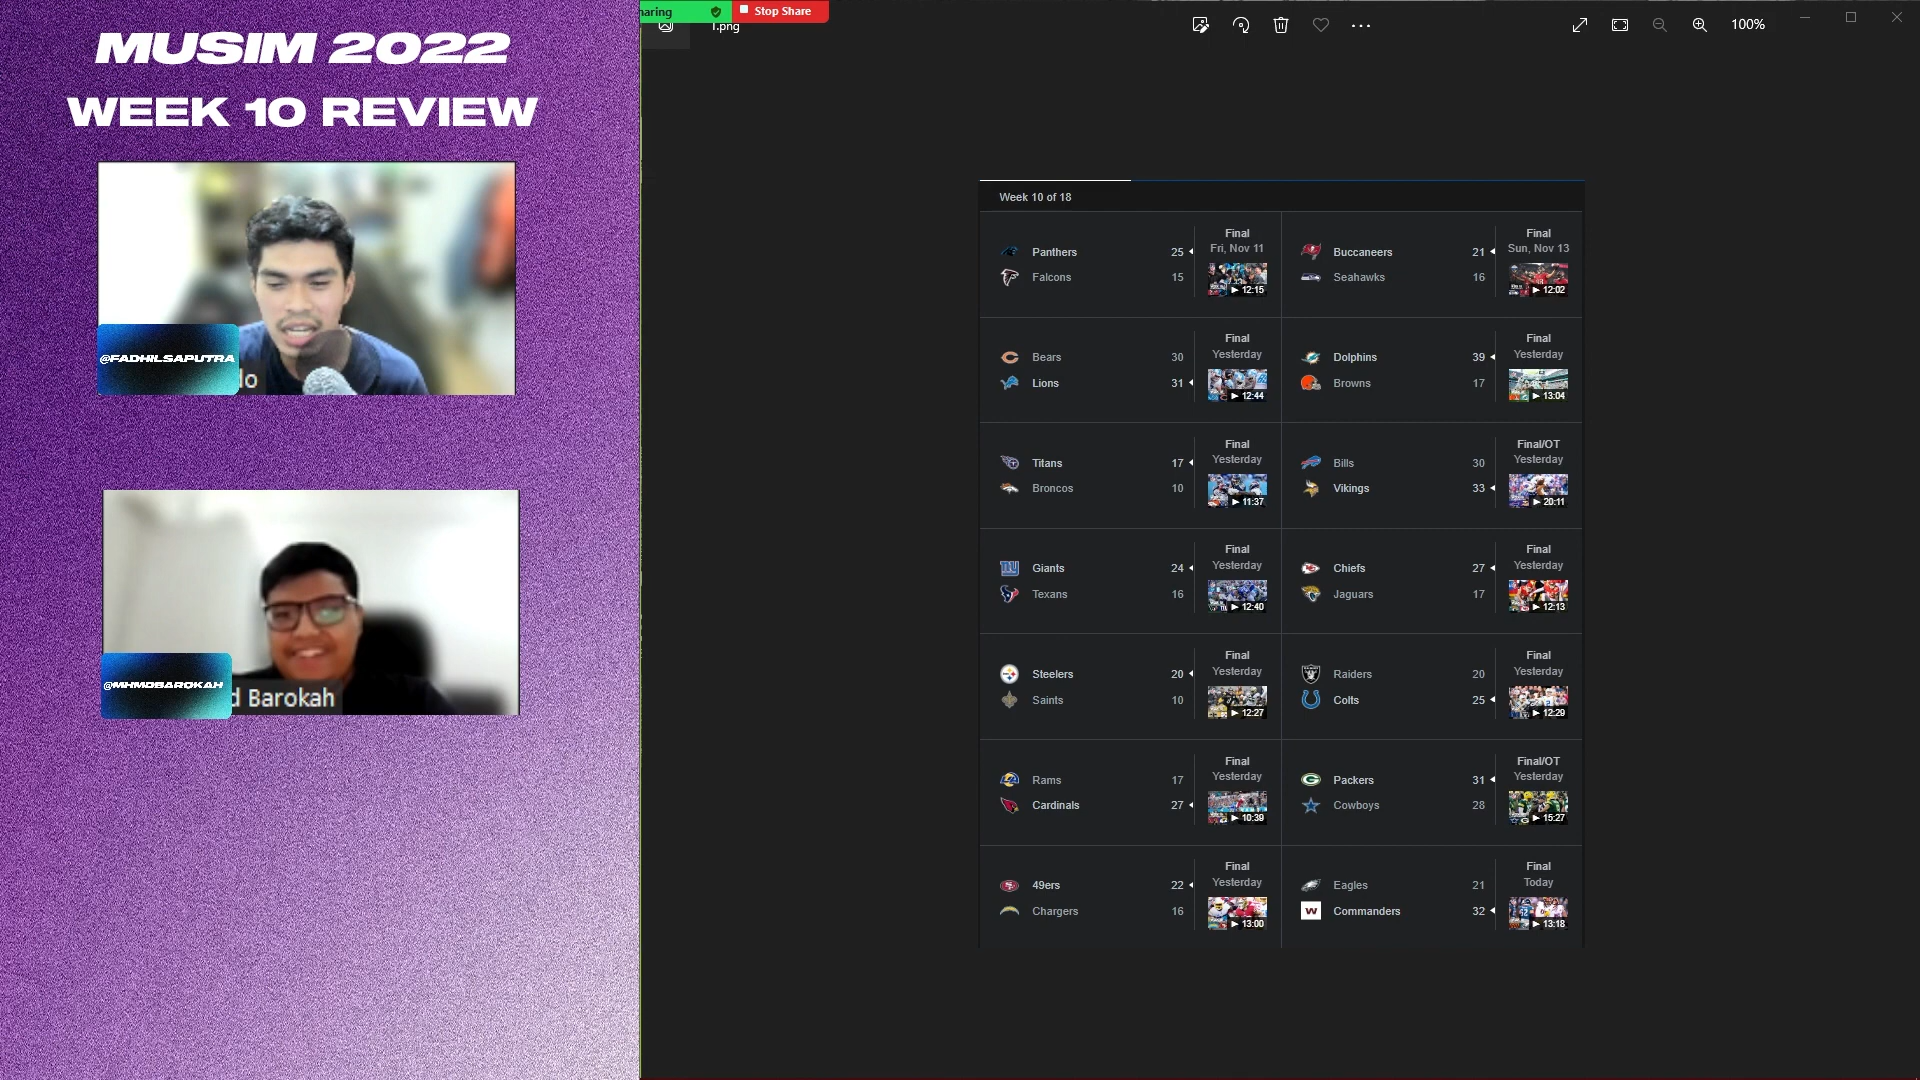 MUSIM 2022
WEEK 10 REVIEW
@FADHILSAPUTRA
do
@MHMDBAROKAH
d Barokah
haring
Stop Share
1.png
100%
Week 10 of 18
Panthers 25
Falcons 15
Final
Fri, Nov 11
12:15
Buccaneers 21
Seahawks 16
Final
Sun, Nov 13
12:02
Bears 30
Lions 31
Final
Yesterday
12:44
Dolphins 39
Browns 17
Final
Yesterday
13:04
Titans 17
Broncos 10
Final
Yesterday
11:37
Bills 30
Vikings 33
Final/OT
Yesterday
20:11
Giants 24
Texans 16
Final
Yesterday
12:40
Chiefs 27
Jaguars 17
Final
Yesterday
12:13
Steelers 20
Saints 10
Final
Yesterday
12:27
Raiders 20
Colts 25
Final
Yesterday
12:29
Rams 17
Cardinals 27
Final
Yesterday
10:39
Packers 31
Cowboys 28
Final/OT
Yesterday
15:27
49ers 22
Chargers 16
Final
Yesterday
13:00
Eagles 21
Commanders 32
Final
Today
13:18